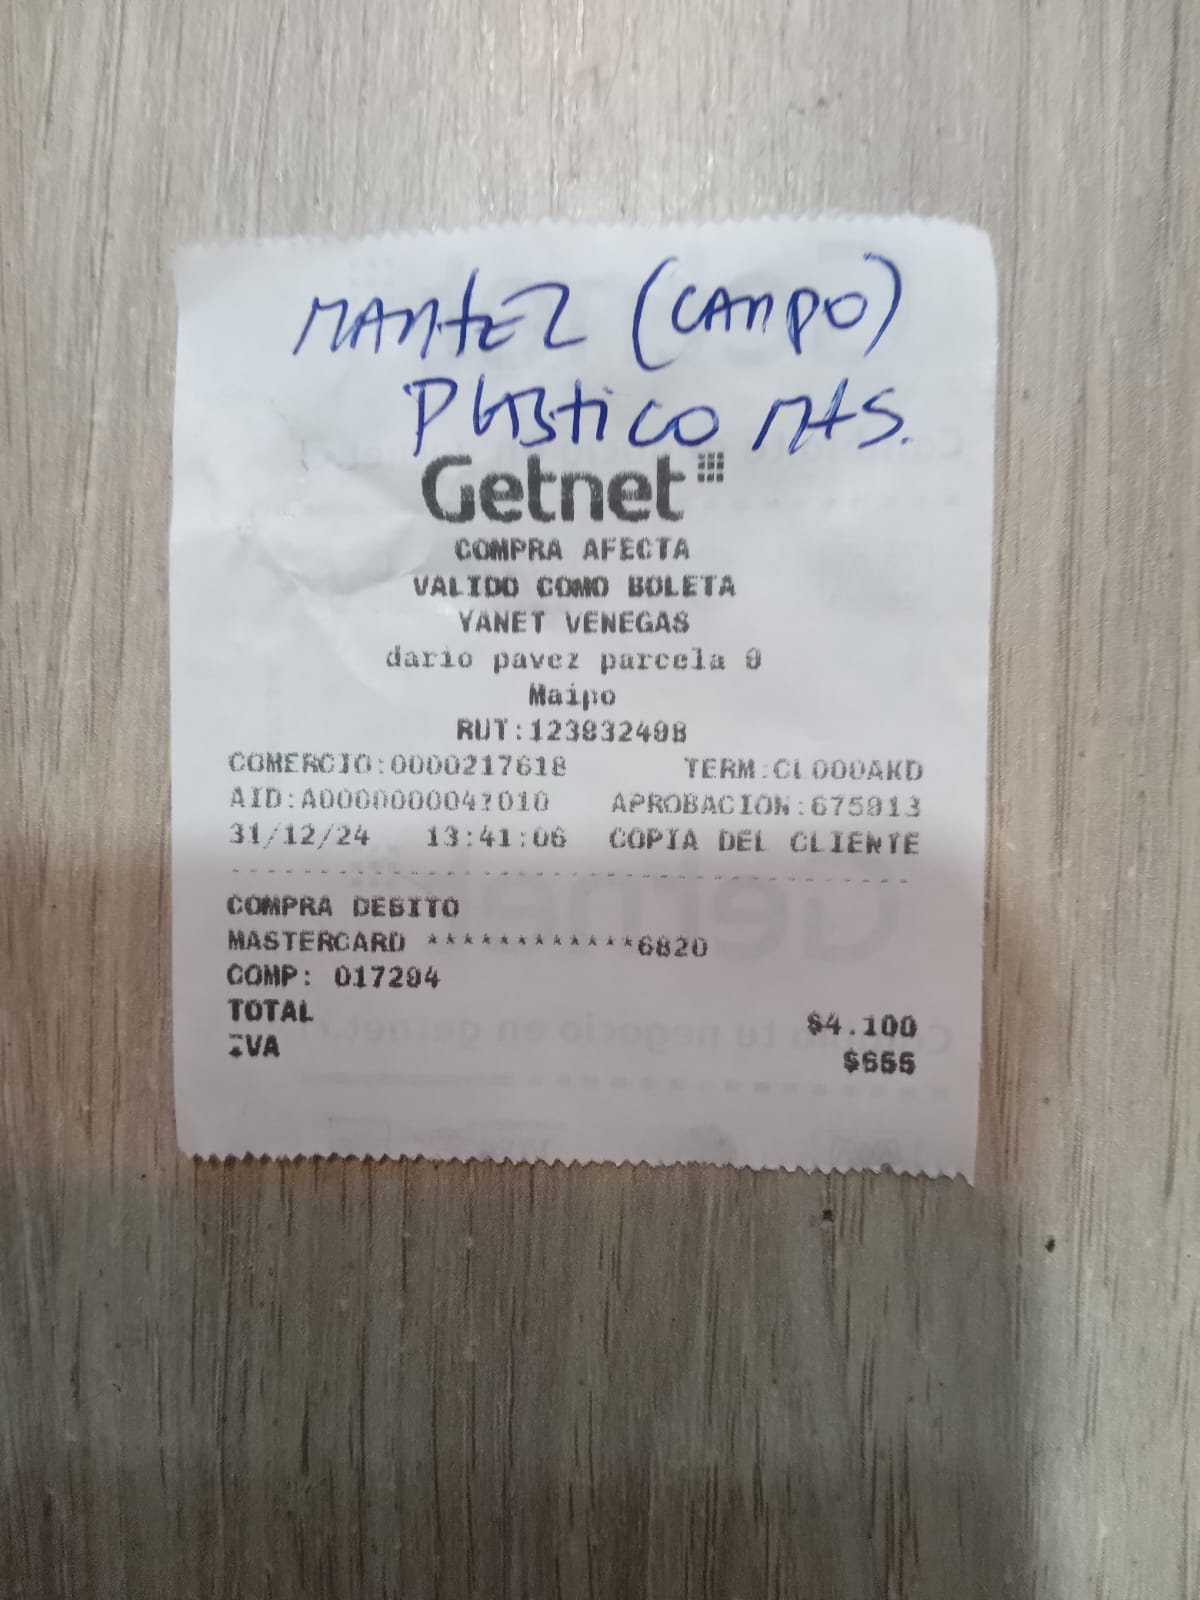 MANTEL (CAMPO)
PLASTICO MTS.
Getnet
COMPRA AFECTA
VALIDO COMO BOLETA
YANET VENEGAS
dario pavez parcela 9
Maipo
RUT:123832498
COMERCIO:0000217618 TERM:CL000AKD
AID:A0000000041010 APROBACION:675913
31/12/24 13:41:06 COPIA DEL CLIENTE
COMPRA DEBITO
MASTERCARD ************6820
COMP: 017294
TOTAL $4.100
IVA $655